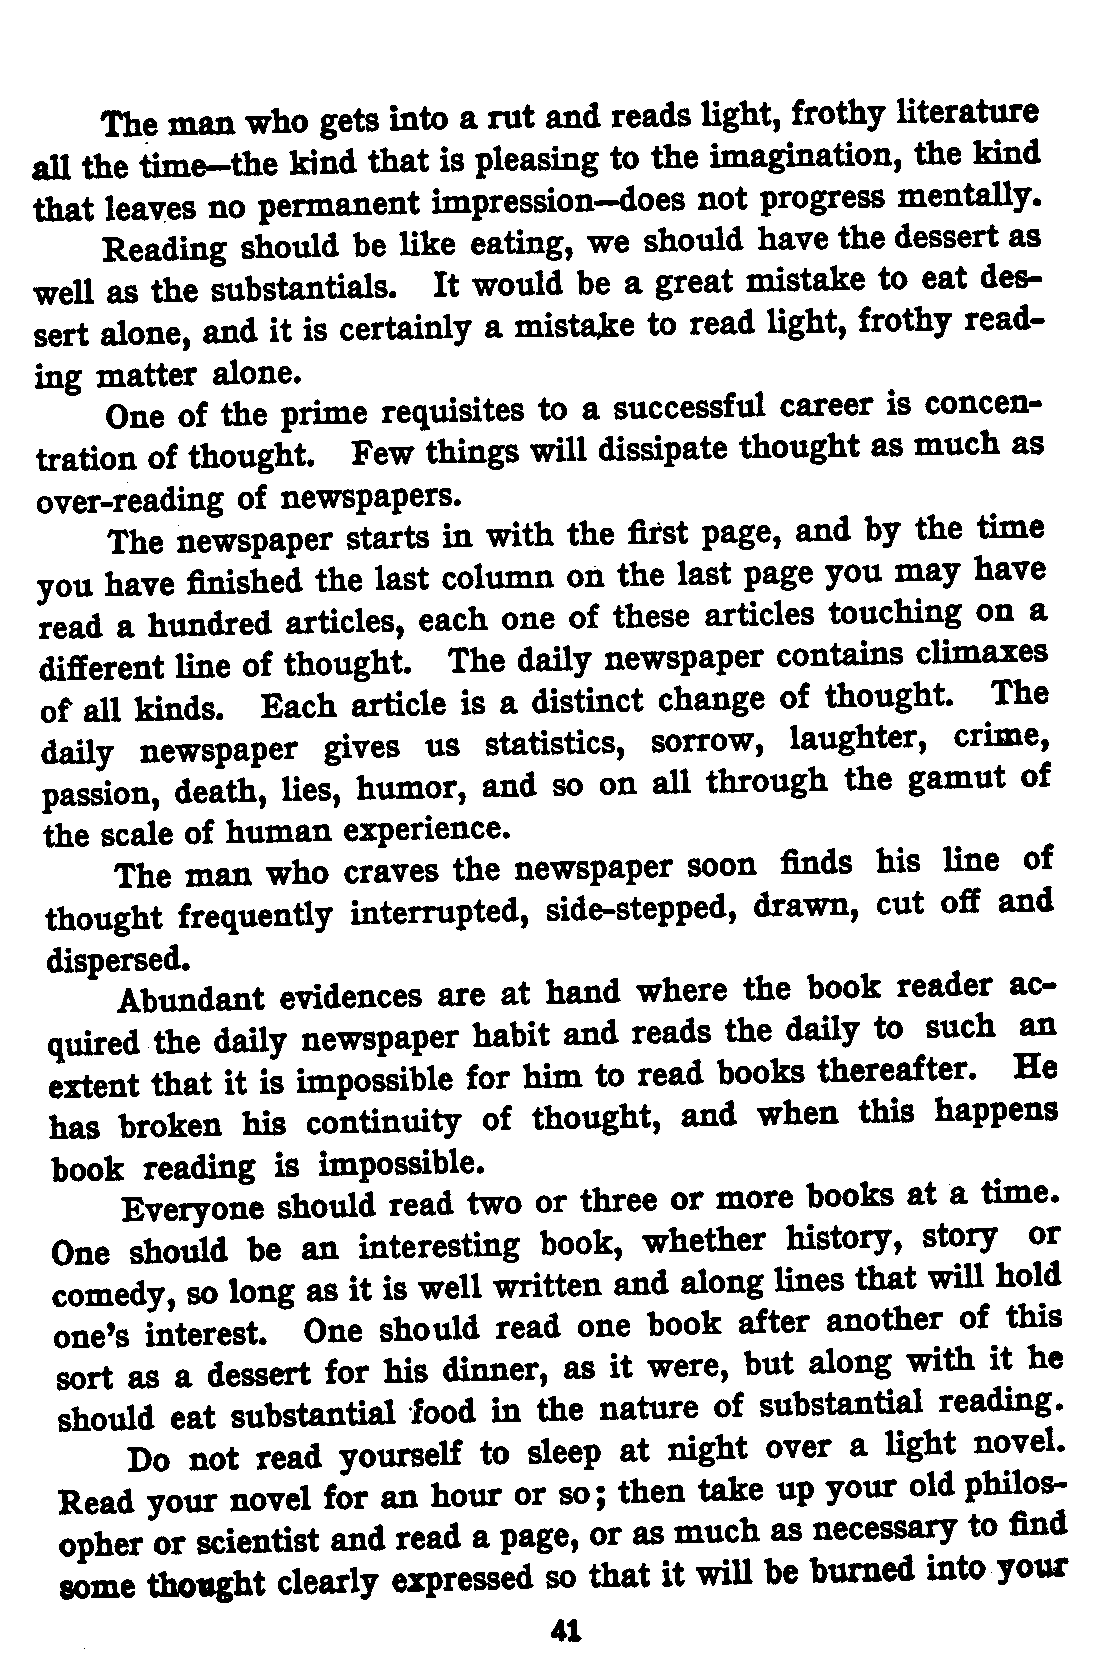 The man who gets into a rut and reads light, frothy literature
all the time—the kind that is pleasing to the imagination, the kind
that leaves no permanent impression—does not progress mentally.
Reading should be like eating, we should have the dessert as
well as the substantials. It would be a great mistake to eat des-
sert alone, and it is certainly a mistake to read light, frothy read-
ing matter alone.
One of the prime requisites to a successful career is concen-
tration of thought. Few things will dissipate thought as much as
over-reading of newspapers.
The newspaper starts in with the first page, and by the time
you have finished the last column on the last page you may have
read a hundred articles, each one of these articles touching on a
different line of thought. The daily newspaper contains climaxes
of all kinds. Each article is a distinct change of thought. The
daily newspaper gives us statistics, sorrow, laughter, crime,
passion, death, lies, humor, and so on all through the gamut of
the scale of human experience.
The man who craves the newspaper soon finds his line of
thought frequently interrupted, side-stepped, drawn, cut off and
dispersed.
Abundant evidences are at hand where the book reader ac-
quired the daily newspaper habit and reads the daily to such an
extent that it is impossible for him to read books thereafter. He
has broken his continuity of thought, and when this happens
book reading is impossible.
Everyone should read two or three or more books at a time.
One should be an interesting book, whether history, story or
comedy, so long as it is well written and along lines that will hold
one's interest. One should read one book after another of this
sort as a dessert for his dinner, as it were, but along with it he
should eat substantial food in the nature of substantial reading.
Do not read yourself to sleep at night over a light novel.
Read your novel for an hour or so; then take up your old philos-
opher or scientist and read a page, or as much as necessary to find
some thought clearly expressed so that it will be burned into your
41